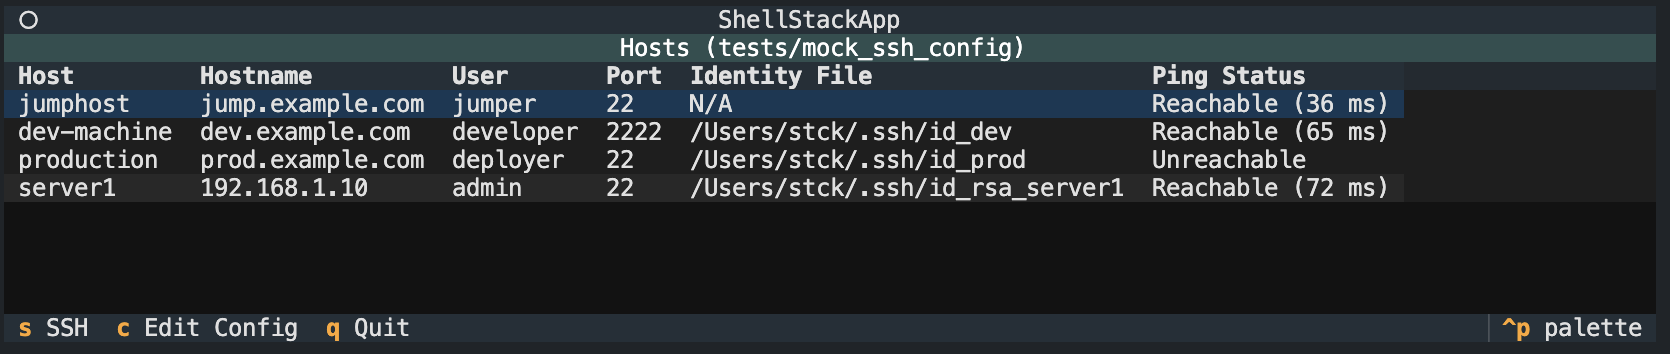 ShellStackApp
Hosts (tests/mock_ssh_config)
Host Hostname User Port Identity File Ping Status
jumphost jump.example.com jumper 22 N/A Reachable (36 ms)
dev-machine dev.example.com developer 2222 /Users/stck/.ssh/id_dev Reachable (65 ms)
production prod.example.com deployer 22 /Users/stck/.ssh/id_prod Unreachable
server1 192.168.1.10 admin 22 /Users/stck/.ssh/id_rsa_server1 Reachable (72 ms)
s SSH c Edit Config q Quit ^p palette